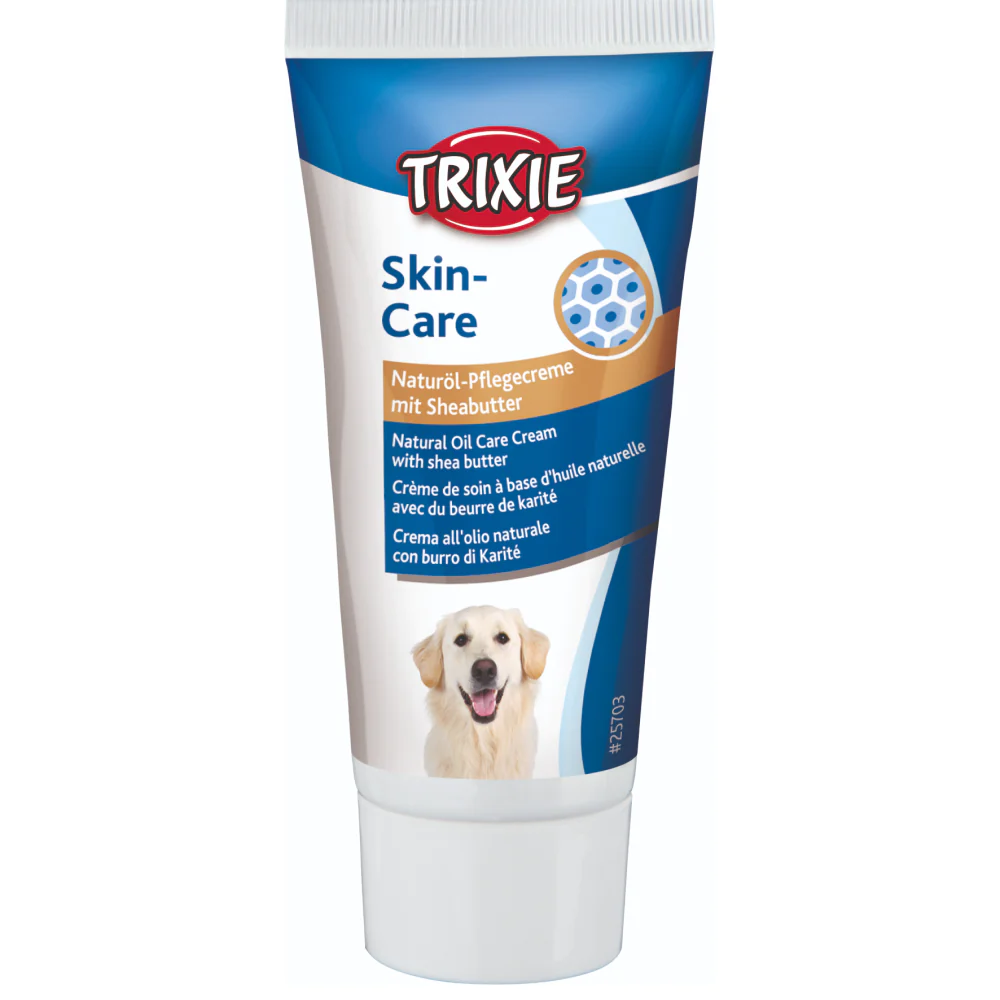 TRIXIE
Skin-
Care
Naturöl-Pflegecreme
mit Sheabutter
Natural Oil Care Cream
with shea butter
Crème de soin à base d'huile naturelle
avec du beurre de karité
Crema all'olio naturale
con burro di Karité
#25703